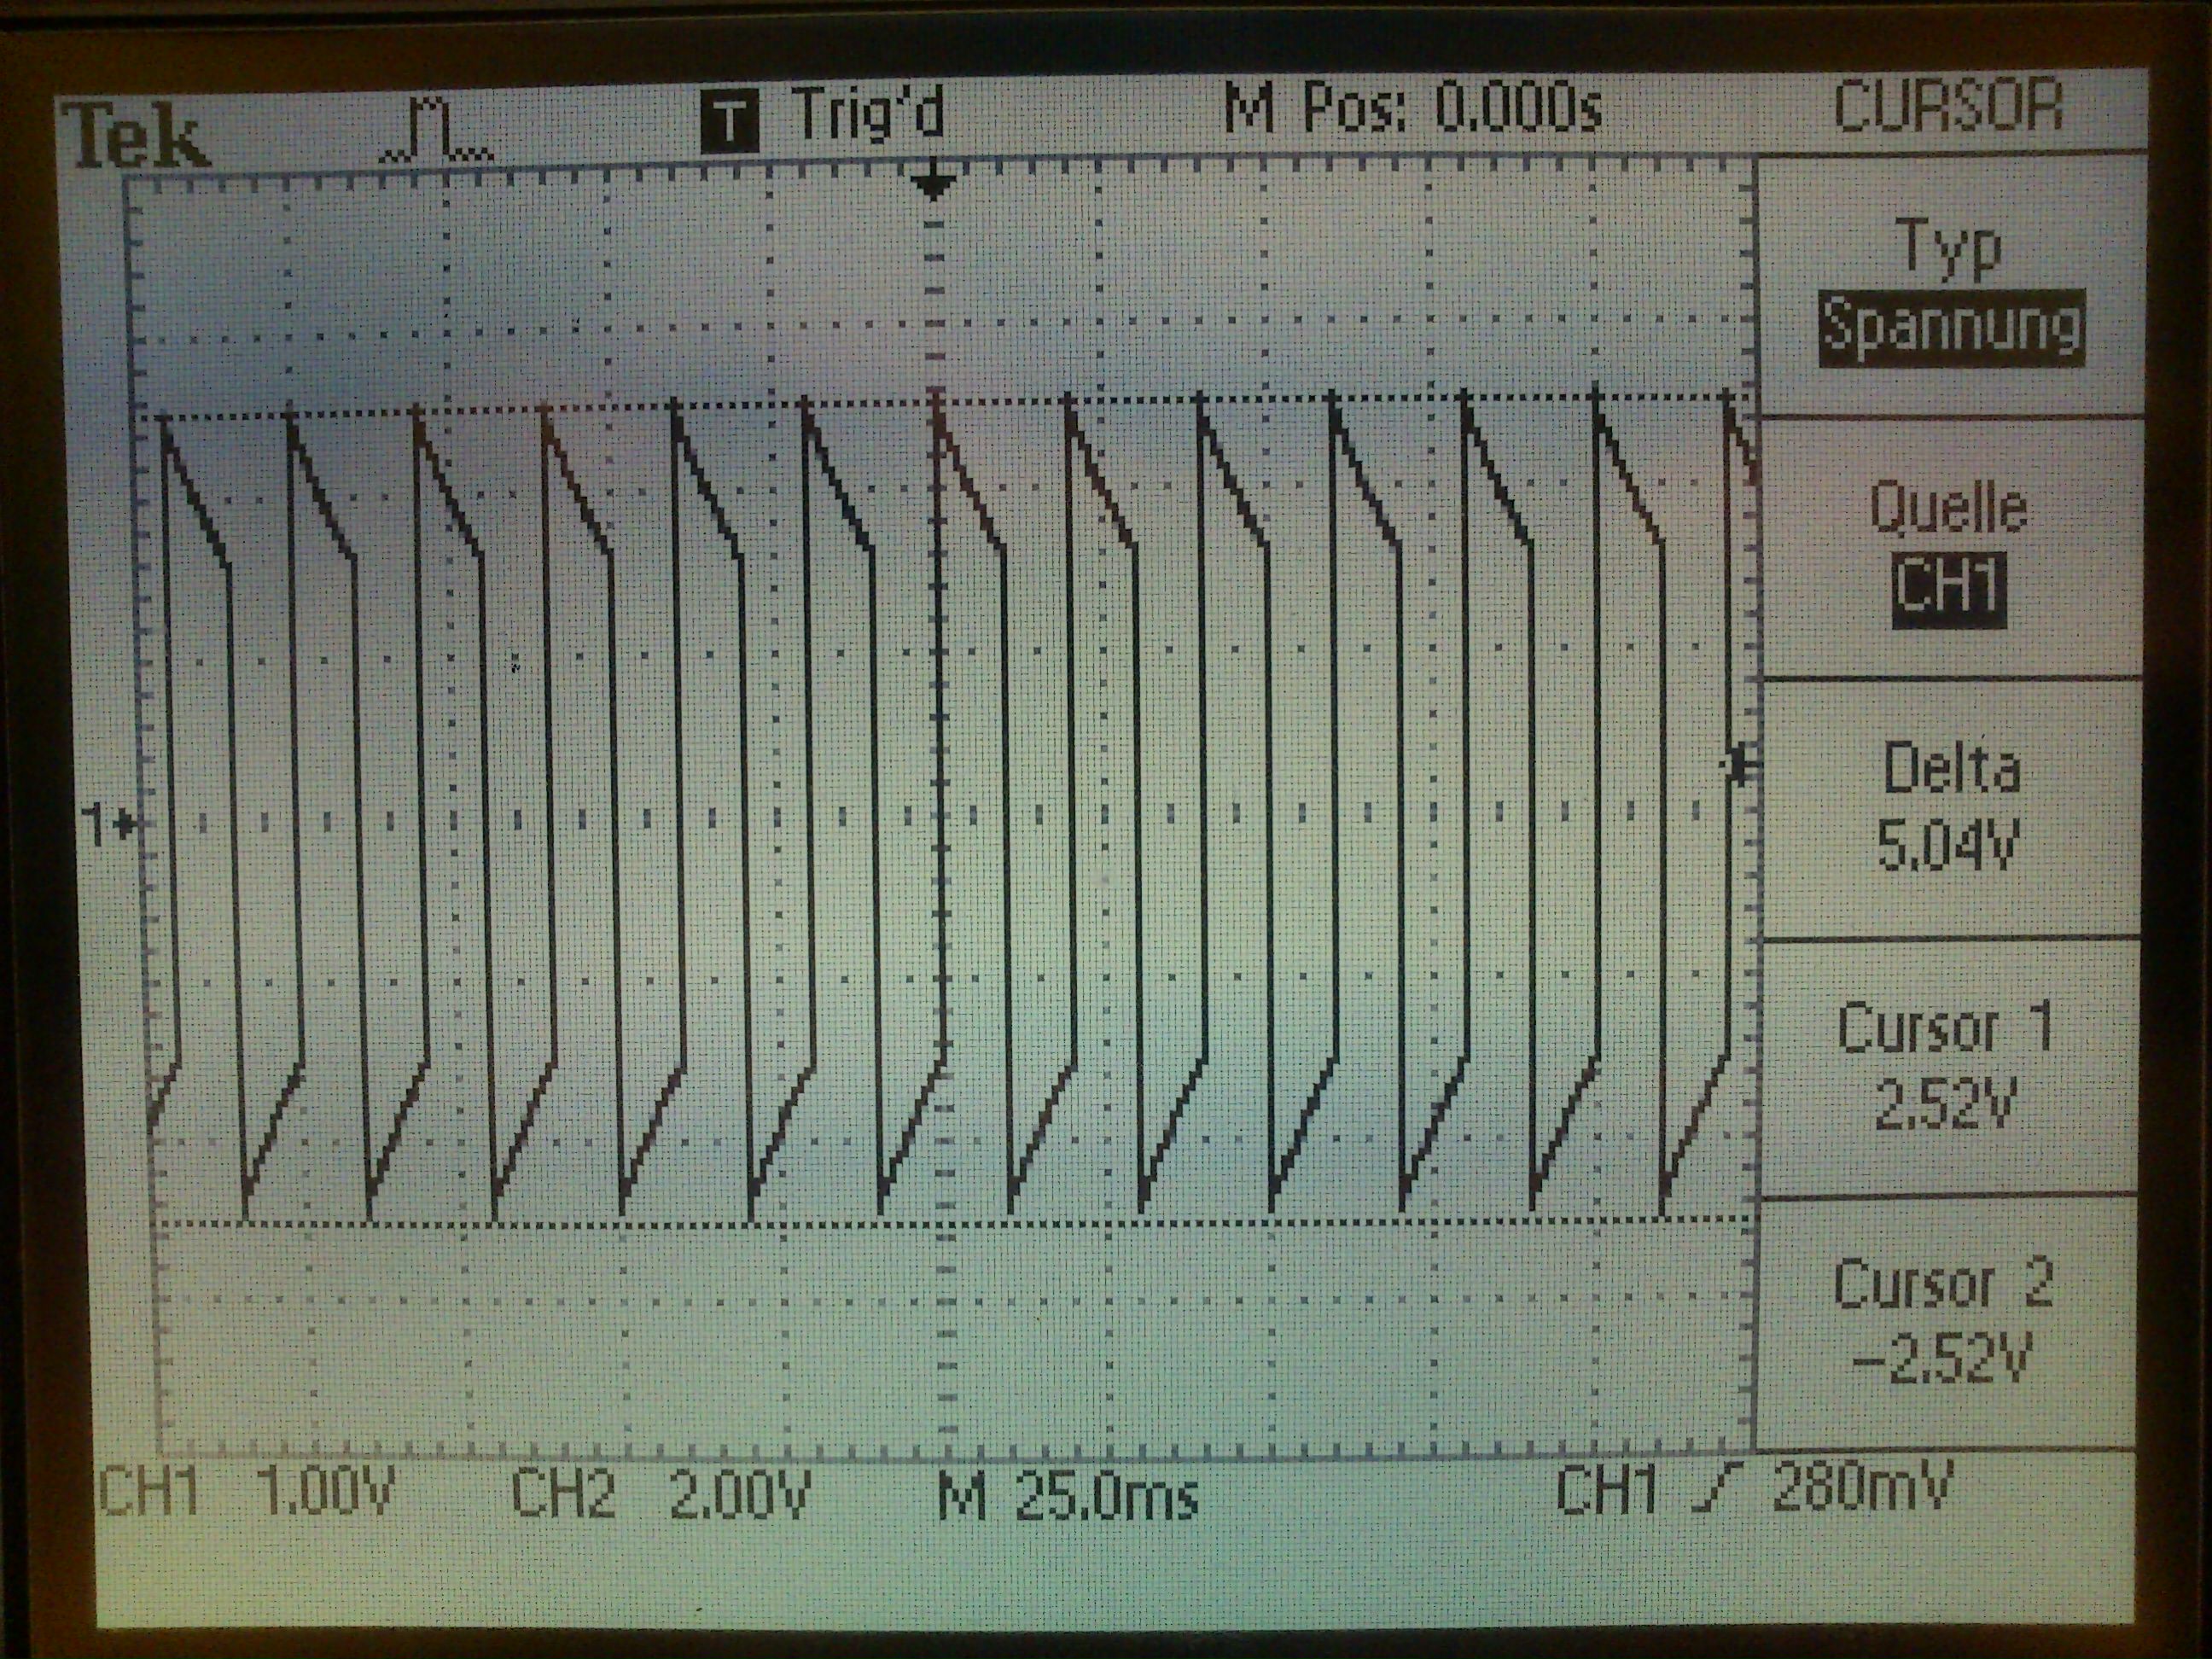 Tek T Trig'd M Pos: 0.000s CURSOR
Typ
Spannung
Quelle
CH1
Delta
5.04V
1
Cursor 1
2.52V
Cursor 2
-2.52V
CH1 1.00V CH2 2.00V M 25.0ms CH1 280mV